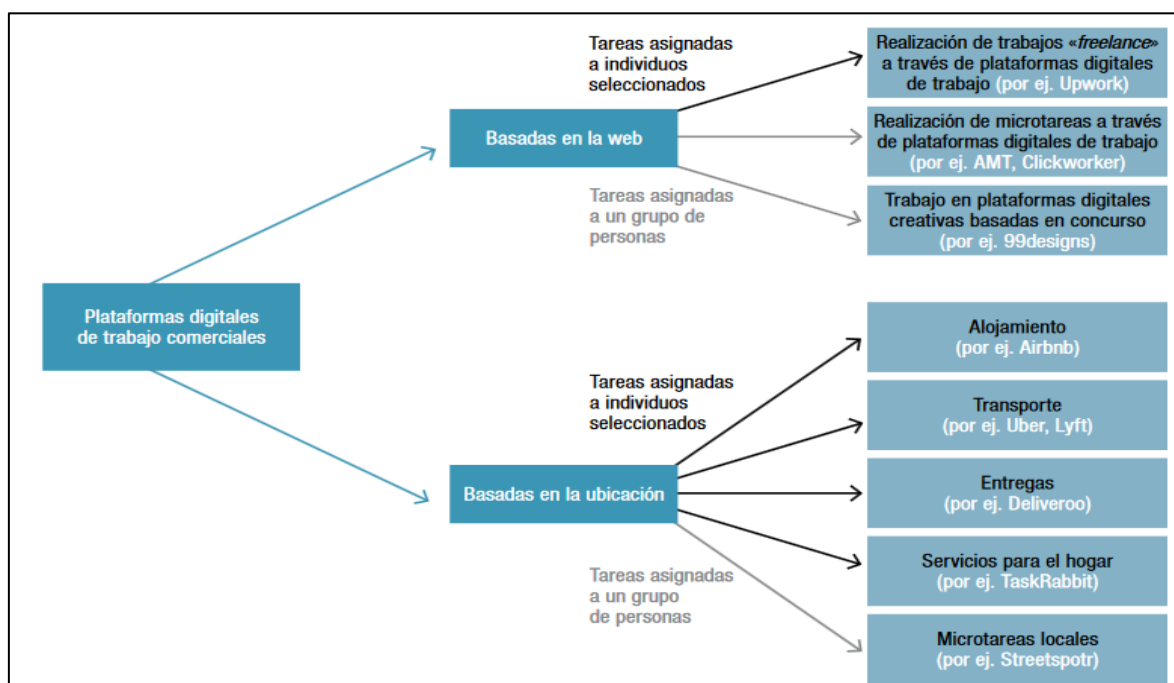 Plataformas digitales
de trabajo comerciales
Basadas en la web
Tareas asignadas
a individuos
seleccionados
Tareas asignadas
a un grupo de
personas
Realización de trabajos «freelance»
a través de plataformas digitales
de trabajo (por ej. Upwork)
Realización de microtareas a través
de plataformas digitales de trabajo
(por ej. AMT, Clickworker)
Trabajo en plataformas digitales
creativas basadas en concurso
(por ej. 99designs)
Basadas en la ubicación
Tareas asignadas
a individuos
seleccionados
Tareas asignadas
a un grupo
de personas
Alojamiento
(por ej. Airbnb)
Transporte
(por ej. Uber, Lyft)
Entregas
(por ej. Deliveroo)
Servicios para el hogar
(por ej. TaskRabbit)
Microtareas locales
(por ej. Streetspotr)